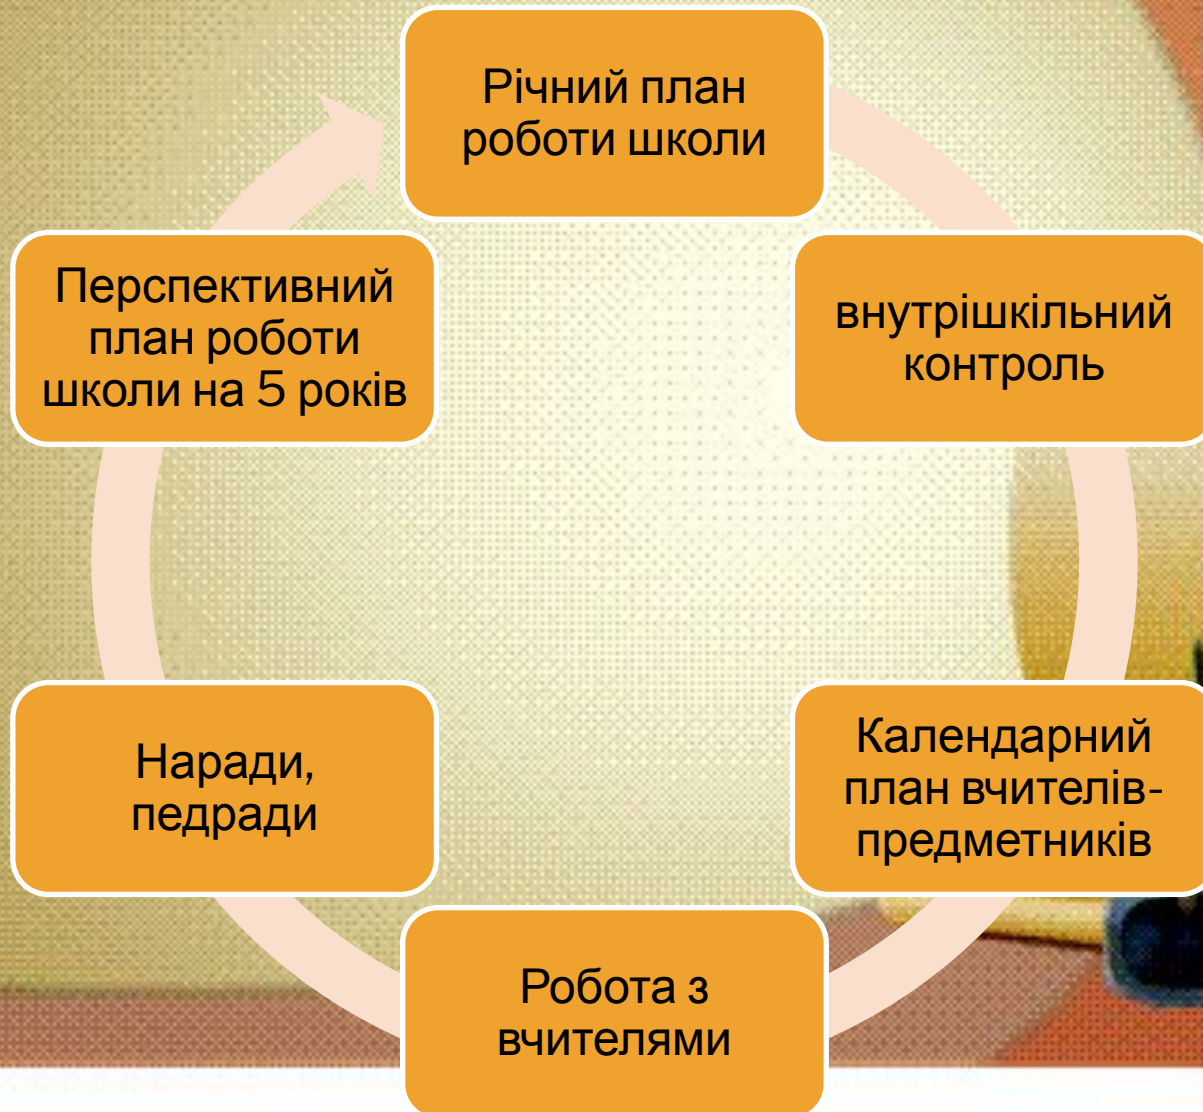 Річний план
роботи школи
внутрішкільний
контроль
Календарний
план вчителів-
предметників
Робота з
вчителями
Наради,
педради
Перспективний
план роботи
школи на 5 років